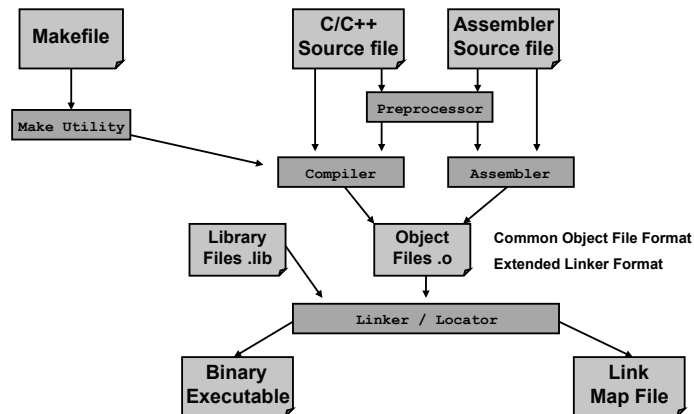 Makefile
C/C++
Source file
Assembler
Source file
Preprocessor
Make Utility
Compiler
Assembler
Library
Files .lib
Object
Files .o
Common Object File Format
Extended Linker Format
Linker / Locator
Binary
Executable
Link
Map File